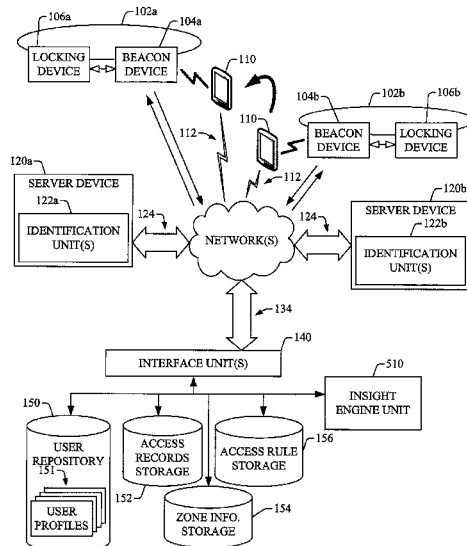 106a
102a
104a
LOCKING
DEVICE
BEACON
DEVICE
110
112
110
104b
102b
106b
BEACON
DEVICE
LOCKING
DEVICE
112
120a
SERVER DEVICE
122a
IDENTIFICATION
UNIT(S)
124
NETWORK(S)
124
120b
SERVER DEVICE
122b
IDENTIFICATION
UNIT(S)
134
140
INTERFACE UNIT(S)
510
INSIGHT
ENGINE UNIT
150
USER
REPOSITORY
151
USER
PROFILES
ACCESS
RECORDS
STORAGE
152
ACCESS RULE
STORAGE
156
ZONE INFO.
STORAGE
154